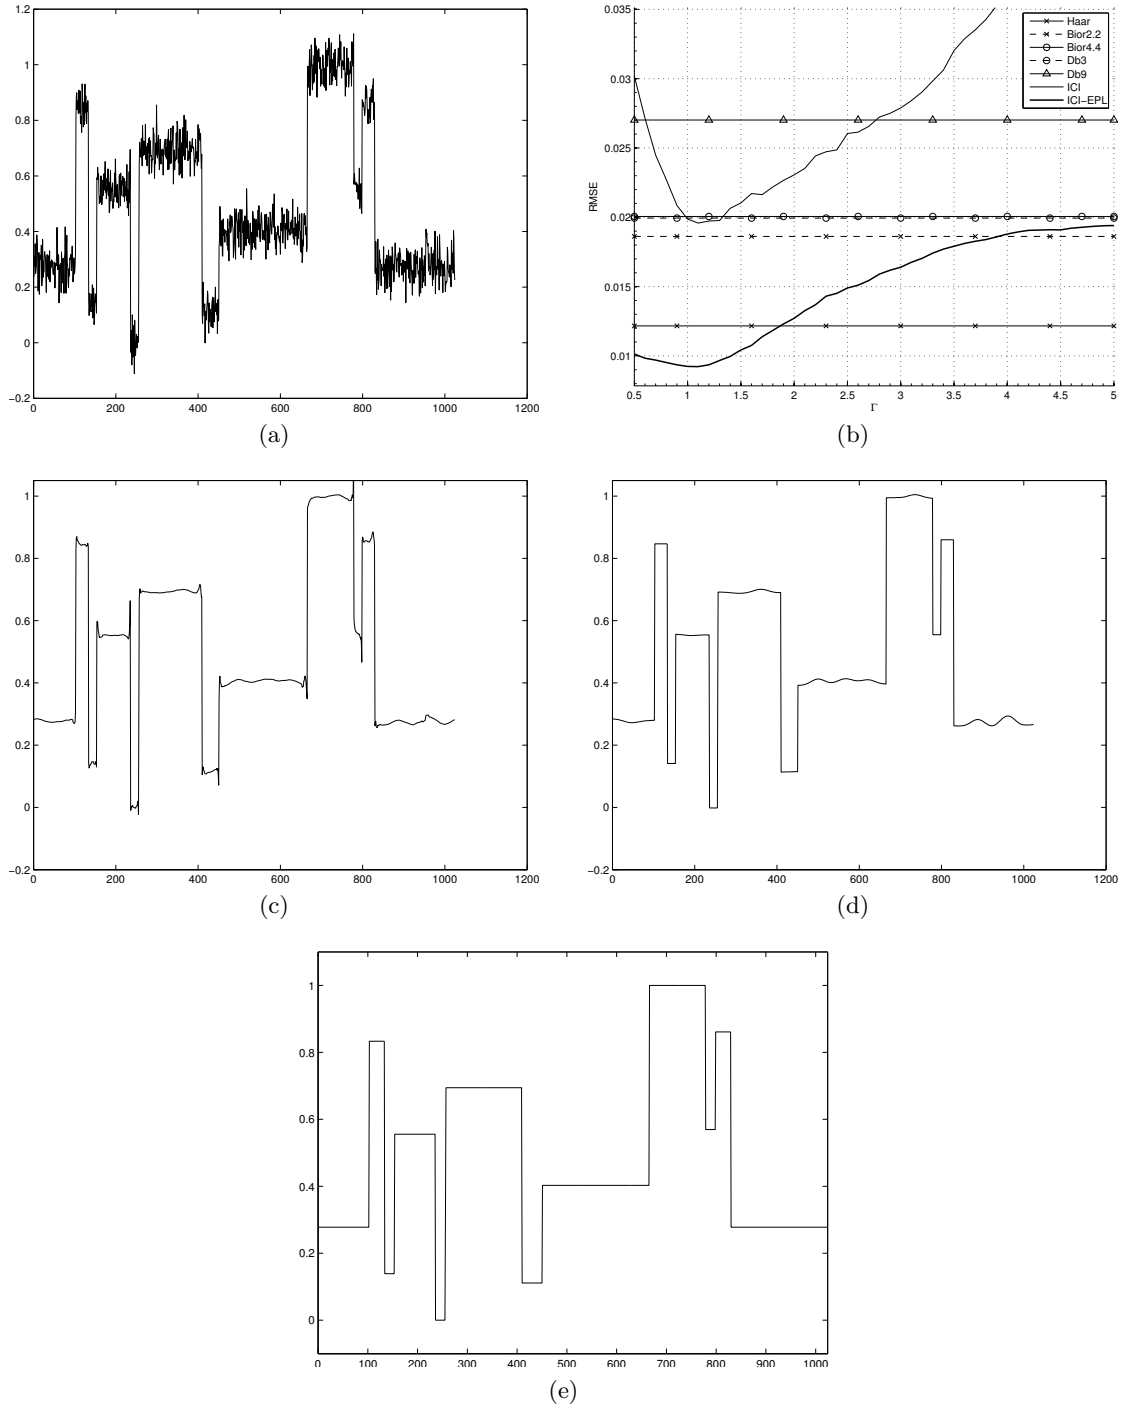 1.2
1
0.8
0.6
0.4
0.2
0
−0.2
0 200 400 600 800 1000 1200
(a)
0.035
0.03
0.025
0.02
0.015
0.01
RMSE
Haar
Bior2.2
Bior4.4
Db3
Db9
ICI
ICI−EPL
0.5 1 1.5 2 2.5 3 3.5 4 4.5 5
Γ
(b)
1
0.8
0.6
0.4
0.2
0
−0.2
0 200 400 600 800 1000 1200
(c)
1
0.8
0.6
0.4
0.2
0
−0.2
0 200 400 600 800 1000 1200
(d)
1
0.8
0.6
0.4
0.2
0
0 100 200 300 400 500 600 700 800 900 1000
(e)